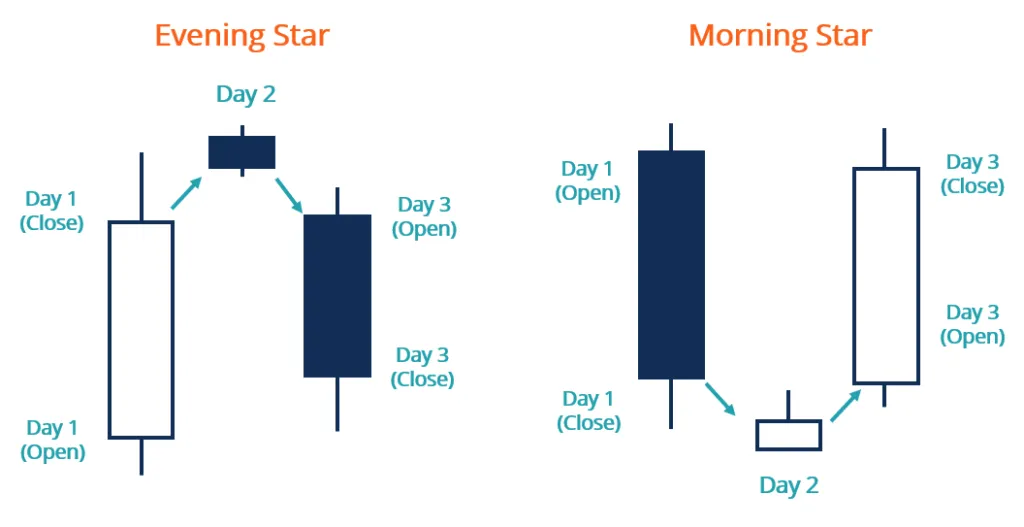 Evening Star
Day 2
Day 1
(Close)
Day 3
(Open)
Day 3
(Close)
Day 1
(Open)
Morning Star
Day 1
(Open)
Day 3
(Close)
Day 3
(Open)
Day 1
(Close)
Day 2